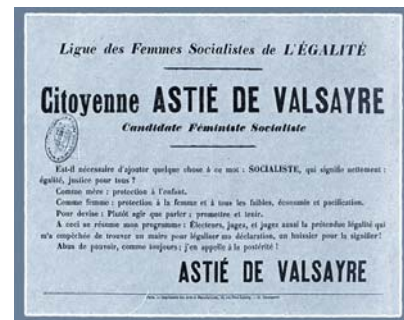 Ligue des Femmes Socialistes de L'ÉGALITÉ
Citoyenne ASTIÉ DE VALSAYRE
Candidate Féministe Socialiste
Est-il nécessaire d'ajouter quelque chose à ce mot : SOCIALISTE, qui signifie nettement :
égalité, justice pour tous ?
Comme mère : protection à l'enfant.
Comme femme : protection à la femme et à tous les faibles, économie et pacification.
Pour devise : Plutôt agir que parler ; promettre et tenir.
A ceci se résume mon programme : Électeurs, jugez, et jugez aussi la prétendue légalité qui
m'a empêchée de trouver un maire pour légaliser ma déclaration, un huissier pour la signifier!
Abus de pouvoir, comme toujours ; j'en appelle à la postérité !
ASTIÉ DE VALSAYRE